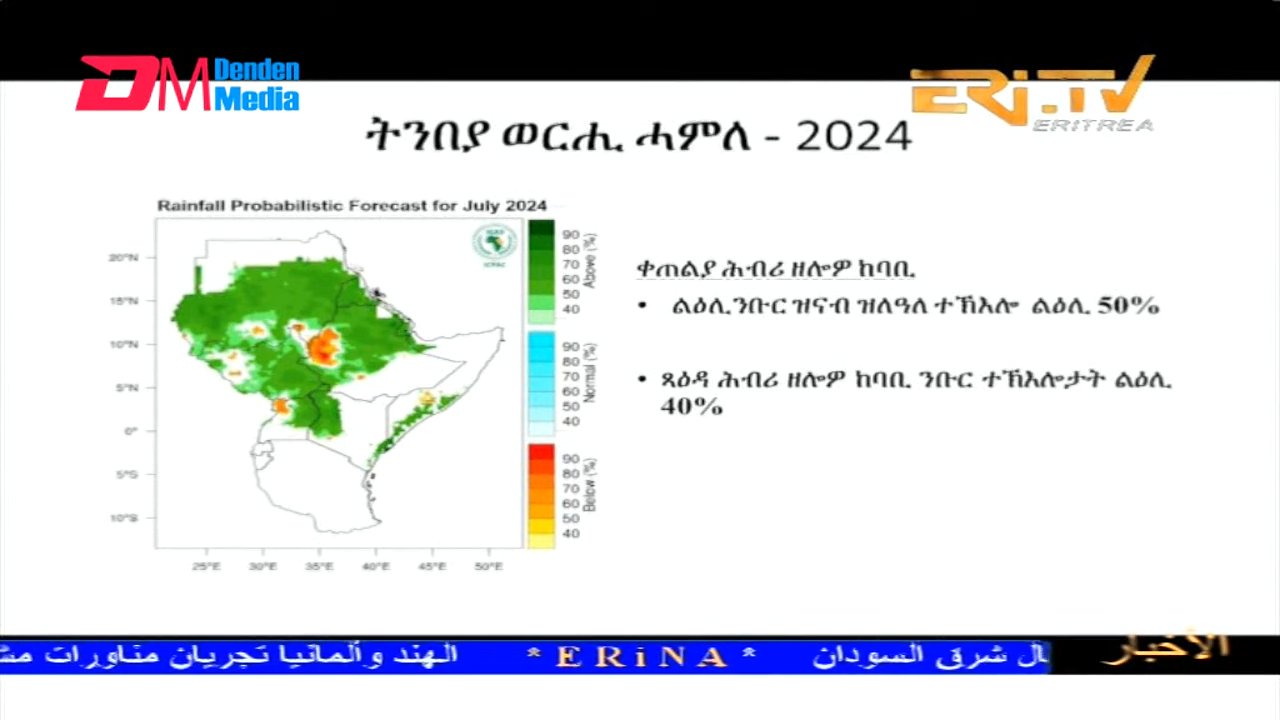 DM Denden Media
ERi.TV
ERITREA
ትንበያ ወርሒ ሓምለ - 2024
Rainfall Probabilistic Forecast for July 2024
ICPAC
20°N
15°N
10°N
5°N
0°
5°S
10°S
25°E 30°E 35°E 40°E 45°E 50°E
90
80
70
60
50
40
Above (%)
90
80
70
60
50
40
Normal (%)
90
80
70
60
50
40
Below (%)
ቀጠልያ ሕብሪ ዘሎዎ ከባቢ
• ልዕሊ ንቡር ዝናብ ዝለዓለ ተኽእሎ ልዕሊ 50%
• ጻዕዳ ሕብሪ ዘሎዎ ከባቢ ንቡር ተኽእሎታት ልዕሊ
40%
ال شرق السودان * ERiNA * الهند وألمانيا تجريان مناورات مش
الأخبار